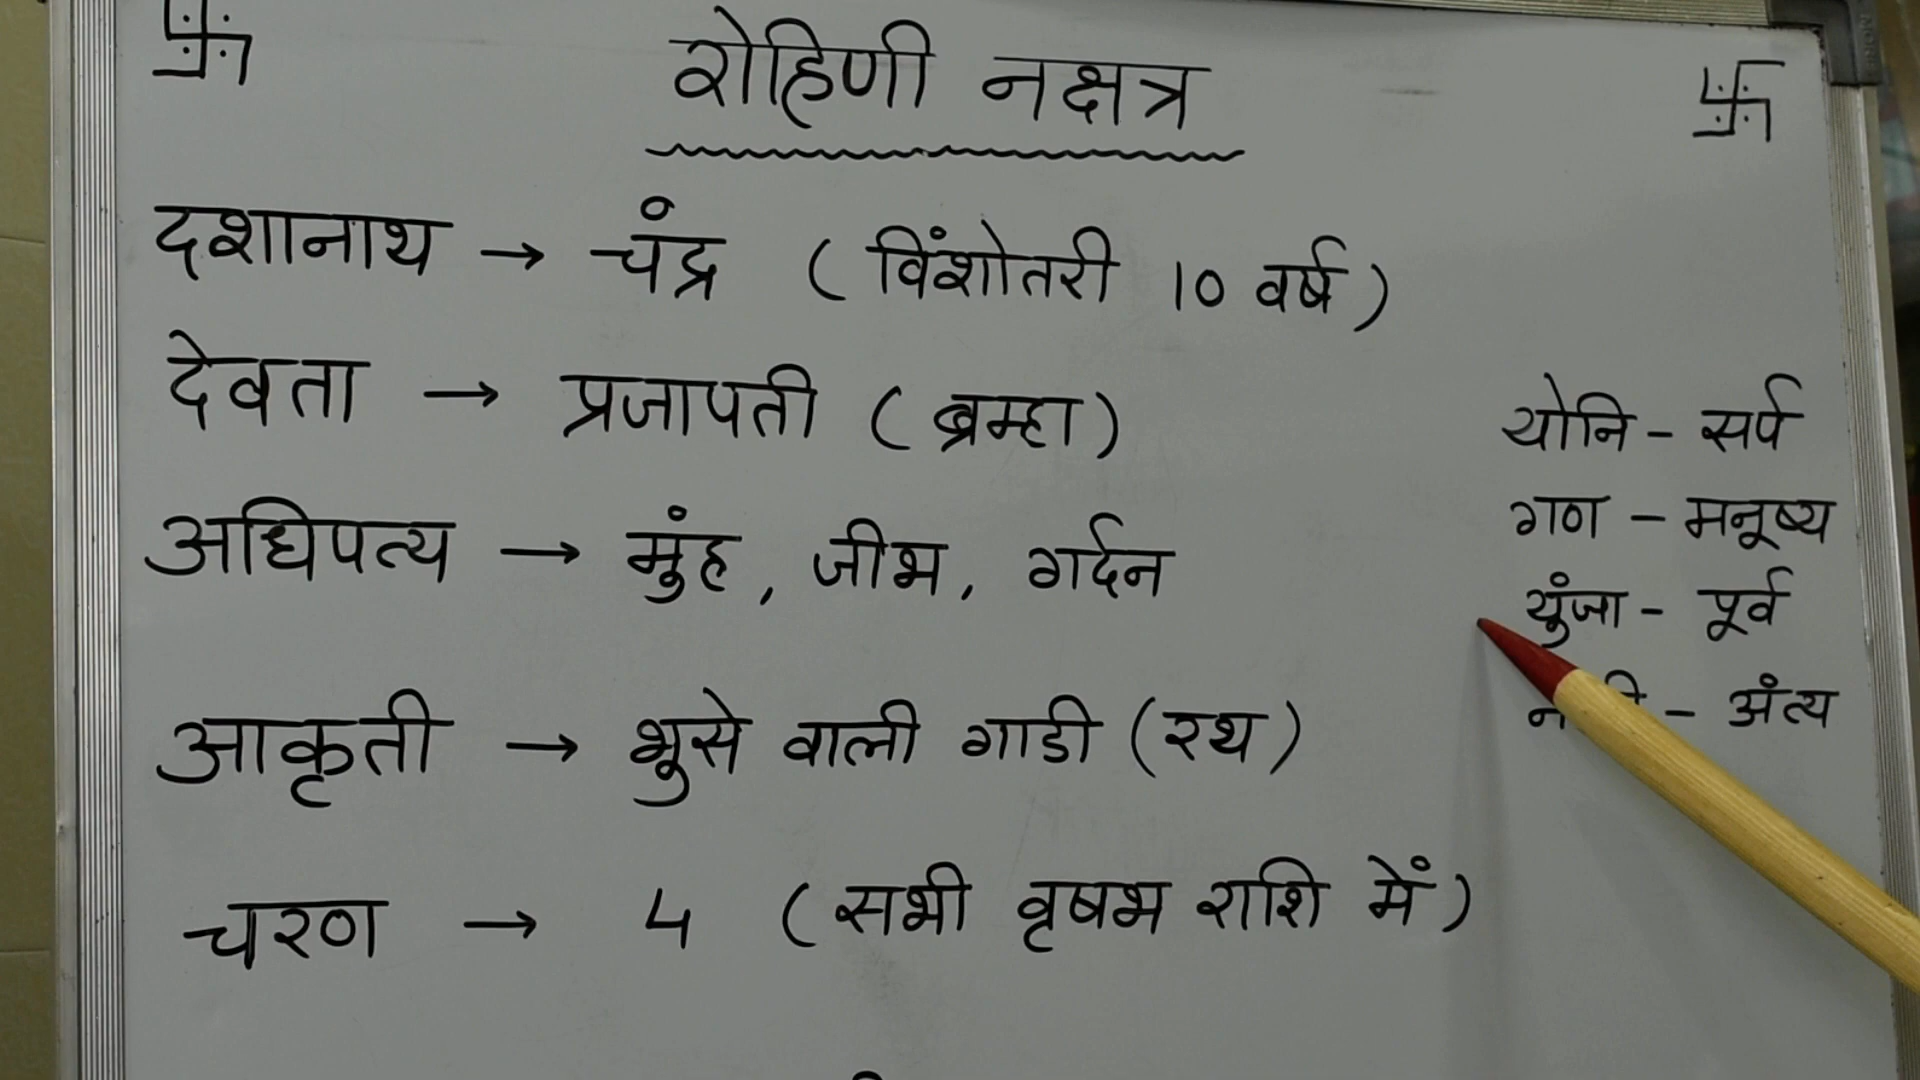 रोहिणी नक्षत्र
दशानाथ → चंद्र ( विंशोतरी 10 वर्ष )
देवता → प्रजापती ( ब्रम्हा )
अधिपत्य → मुंह , जीभ , गर्दन
आकृती → भुसे वाली गाडी ( रथ )
चरण → 4 ( सभी वृषभ राशि में )
योनि - सर्प
गण - मनूष्य
युंजा - पूर्व
- अंत्य